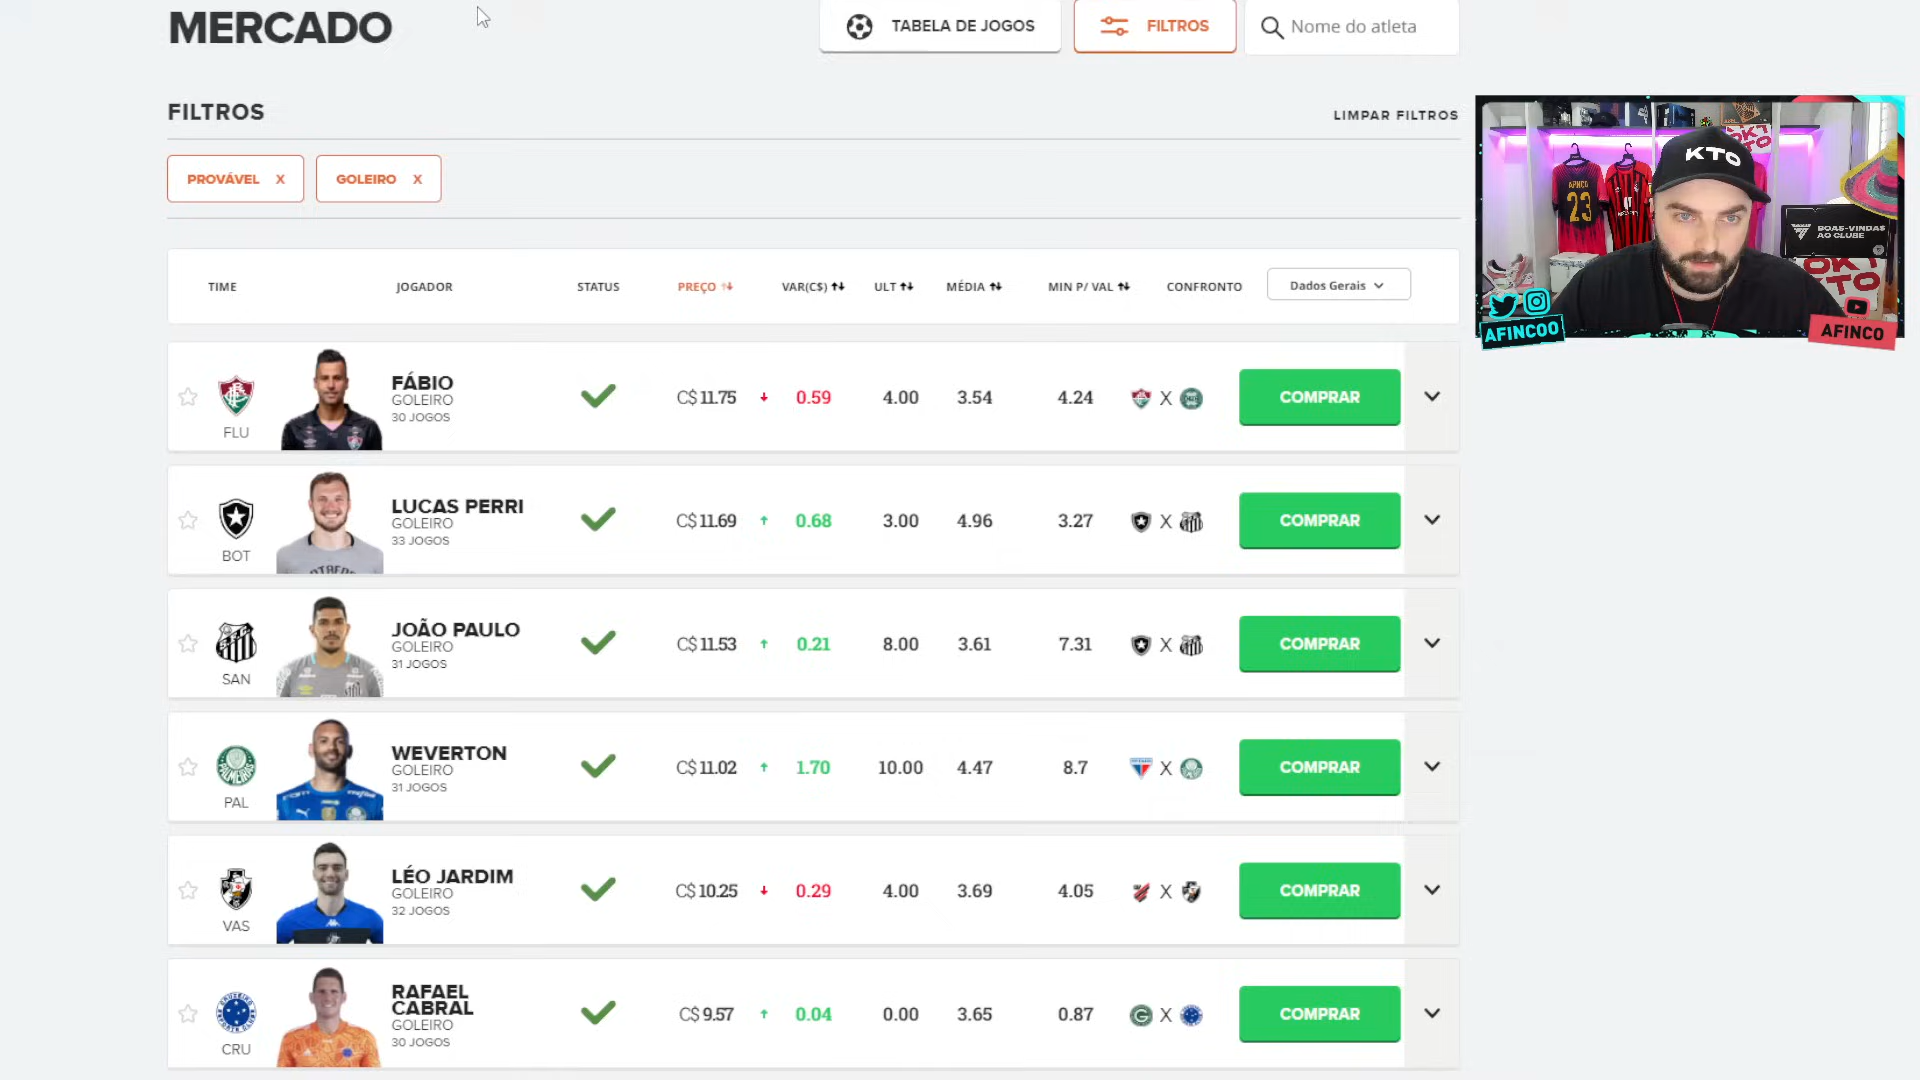 MERCADO
TABELA DE JOGOS
FILTROS
Nome do atleta
FILTROS
LIMPAR FILTROS
PROVÁVEL X
GOLEIRO X
TIME JOGADOR STATUS PREÇO VAR(C$) ULT MÉDIA MIN P/ VAL CONFRONTO Dados Gerais
FÁBIO
GOLEIRO
30 JOGOS
FLU
C$ 11.75 0.59 4.00 3.54 4.24 X COMPRAR
LUCAS PERRI
GOLEIRO
33 JOGOS
BOT
C$ 11.69 0.68 3.00 4.96 3.27 X COMPRAR
JOÃO PAULO
GOLEIRO
31 JOGOS
SAN
C$ 11.53 0.21 8.00 3.61 7.31 X COMPRAR
WEVERTON
GOLEIRO
31 JOGOS
PAL
C$ 11.02 1.70 10.00 4.47 8.7 X COMPRAR
LÉO JARDIM
GOLEIRO
32 JOGOS
VAS
C$ 10.25 0.29 4.00 3.69 4.05 X COMPRAR
RAFAEL
CABRAL
GOLEIRO
30 JOGOS
CRU
C$ 9.57 0.04 0.00 3.65 0.87 X COMPRAR
KTO
AFINCO
23
BOAS-VINDAS
AO CLUBE
AFINCOO
AFINCO